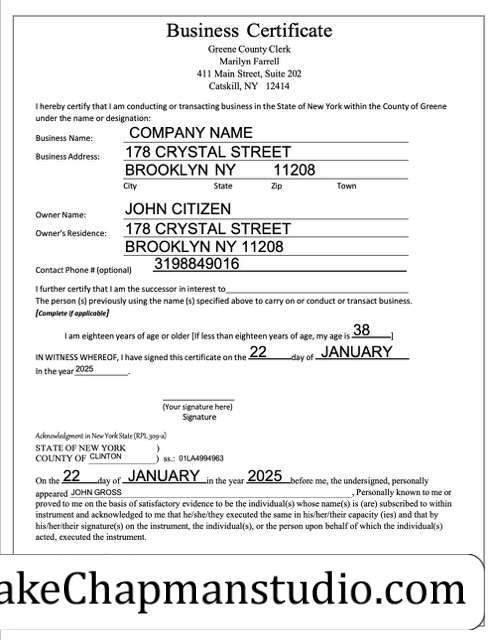 Business Certificate
Greene County Clerk
Marilyn Farrell
411 Main Street, Suite 202
Catskill, NY 12414
I hereby certify that I am conducting or transacting business in the State of New York within the County of Greene
under the name or designation:
Business Name: COMPANY NAME
Business Address: 178 CRYSTAL STREET
BROOKLYN NY 11208
City State Zip Town
Owner Name: JOHN CITIZEN
Owner's Residence: 178 CRYSTAL STREET
BROOKLYN NY 11208
Contact Phone # (optional) 3198849016
I further certify that I am the successor in interest to
The person (s) previously using the name (s) specified above to carry on or conduct or transact business.
[Complete if applicable]
I am eighteen years of age or older [If less than eighteen years of age, my age is 38 ]
IN WITNESS WHEREOF, I have signed this certificate on the 22 day of JANUARY
In the year 2025 .
(Your signature here)
Signature
Acknowledgment in New York State (RPL 309-a)
STATE OF NEW YORK )
COUNTY OF CLINTON ) ss.: 01LA4994963
On the 22 day of JANUARY in the year 2025 before me, the undersigned, personally
appeared JOHN GROSS , Personally known to me or
proved to me on the basis of satisfactory evidence to be the individual(s) whose name(s) is (are) subscribed to within
instrument and acknowledged to me that he/she/they executed the same in his/her/their capacity (ies) and that by
his/her/their signature(s) on the instrument, the individual(s), or the person upon behalf of which the individual(s)
acted, executed the instrument.
akeChapmanstudio.com